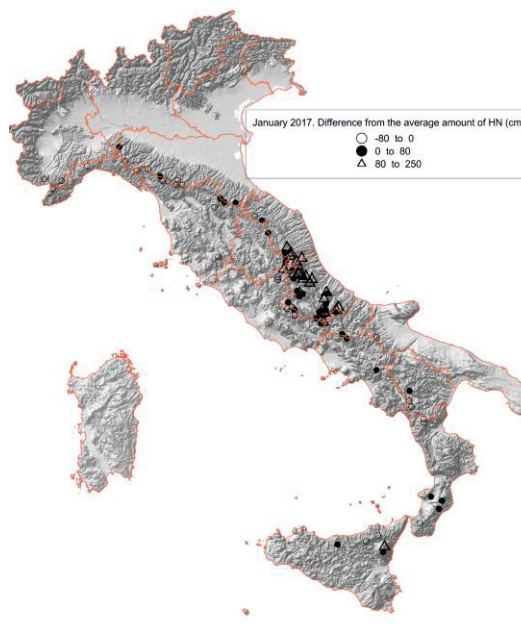 January 2017. Difference from the average amount of HN (cm
-80 to 0
0 to 80
80 to 250